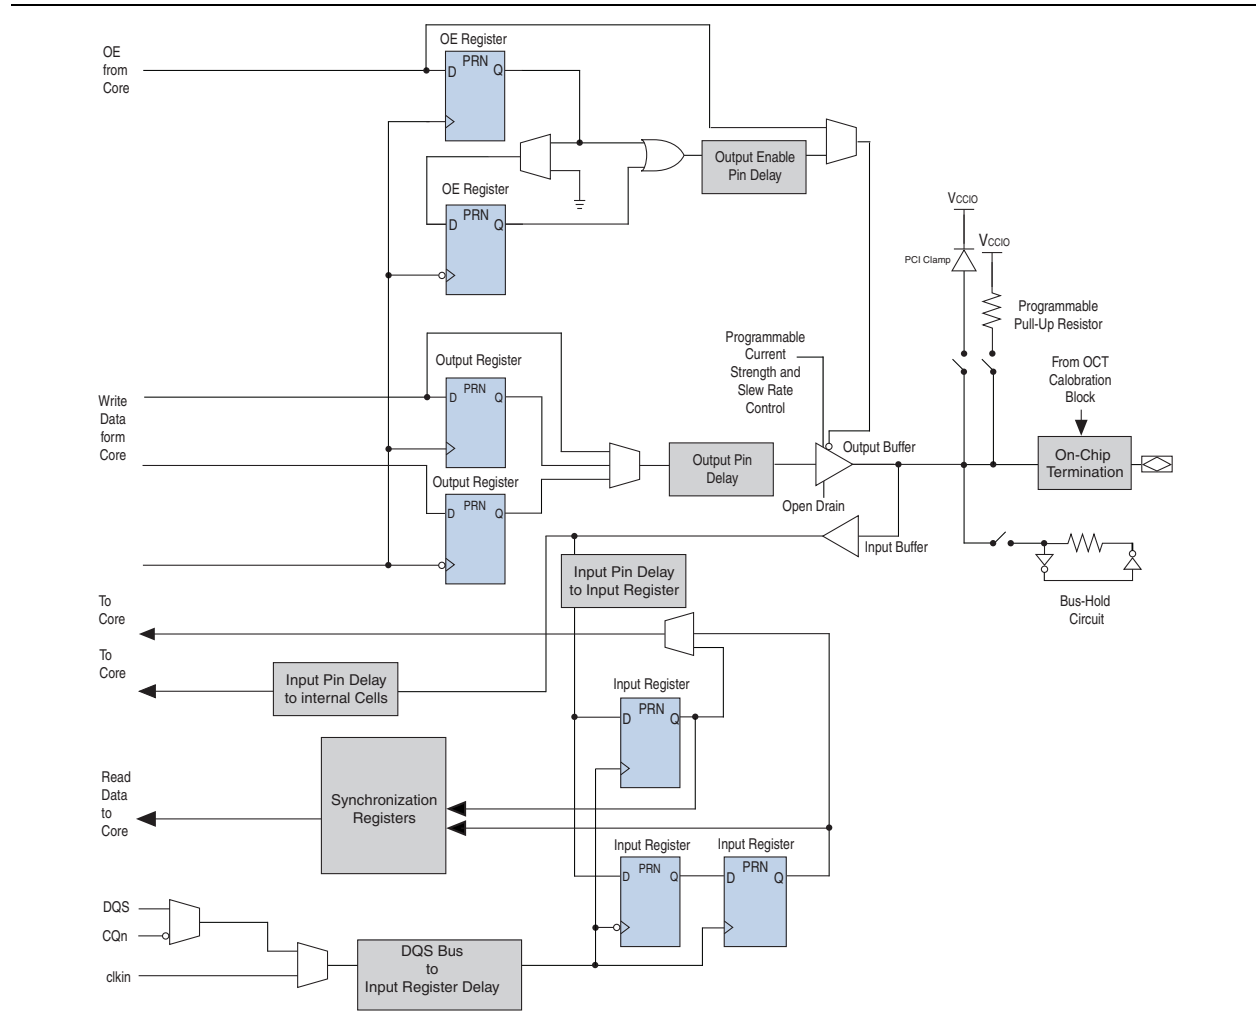 OE
from
Core
OE Register
D
PRN
Q
OE Register
D
PRN
Q
Output Enable
Pin Delay
VCCIO
VCCIO
PCI Clamp
Programmable
Pull-Up Resistor
From OCT
Calobration
Block
On-Chip
Termination
Programmable
Current
Strength and
Slew Rate
Control
Output Buffer
Open Drain
Input Buffer
Write
Data
form
Core
Output Register
D
PRN
Q
Output Register
D
PRN
Q
Output Pin
Delay
Bus-Hold
Circuit
Input Pin Delay
to Input Register
To
Core
To
Core
Input Pin Delay
to internal Cells
Input Register
D
PRN
Q
Read
Data
to
Core
Synchronization
Registers
Input Register
D
PRN
Q
Input Register
D
PRN
Q
DQS
CQn
clkin
DQS Bus
to
Input Register Delay